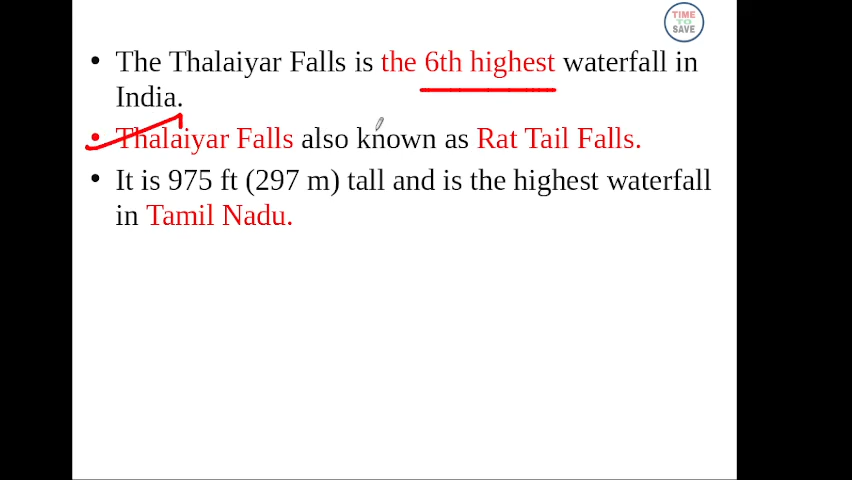 TIME
TO
SAVE
• The Thalaiyar Falls is the 6th highest waterfall in
India.
• Thalaiyar Falls also known as Rat Tail Falls.
• It is 975 ft (297 m) tall and is the highest waterfall
in Tamil Nadu.